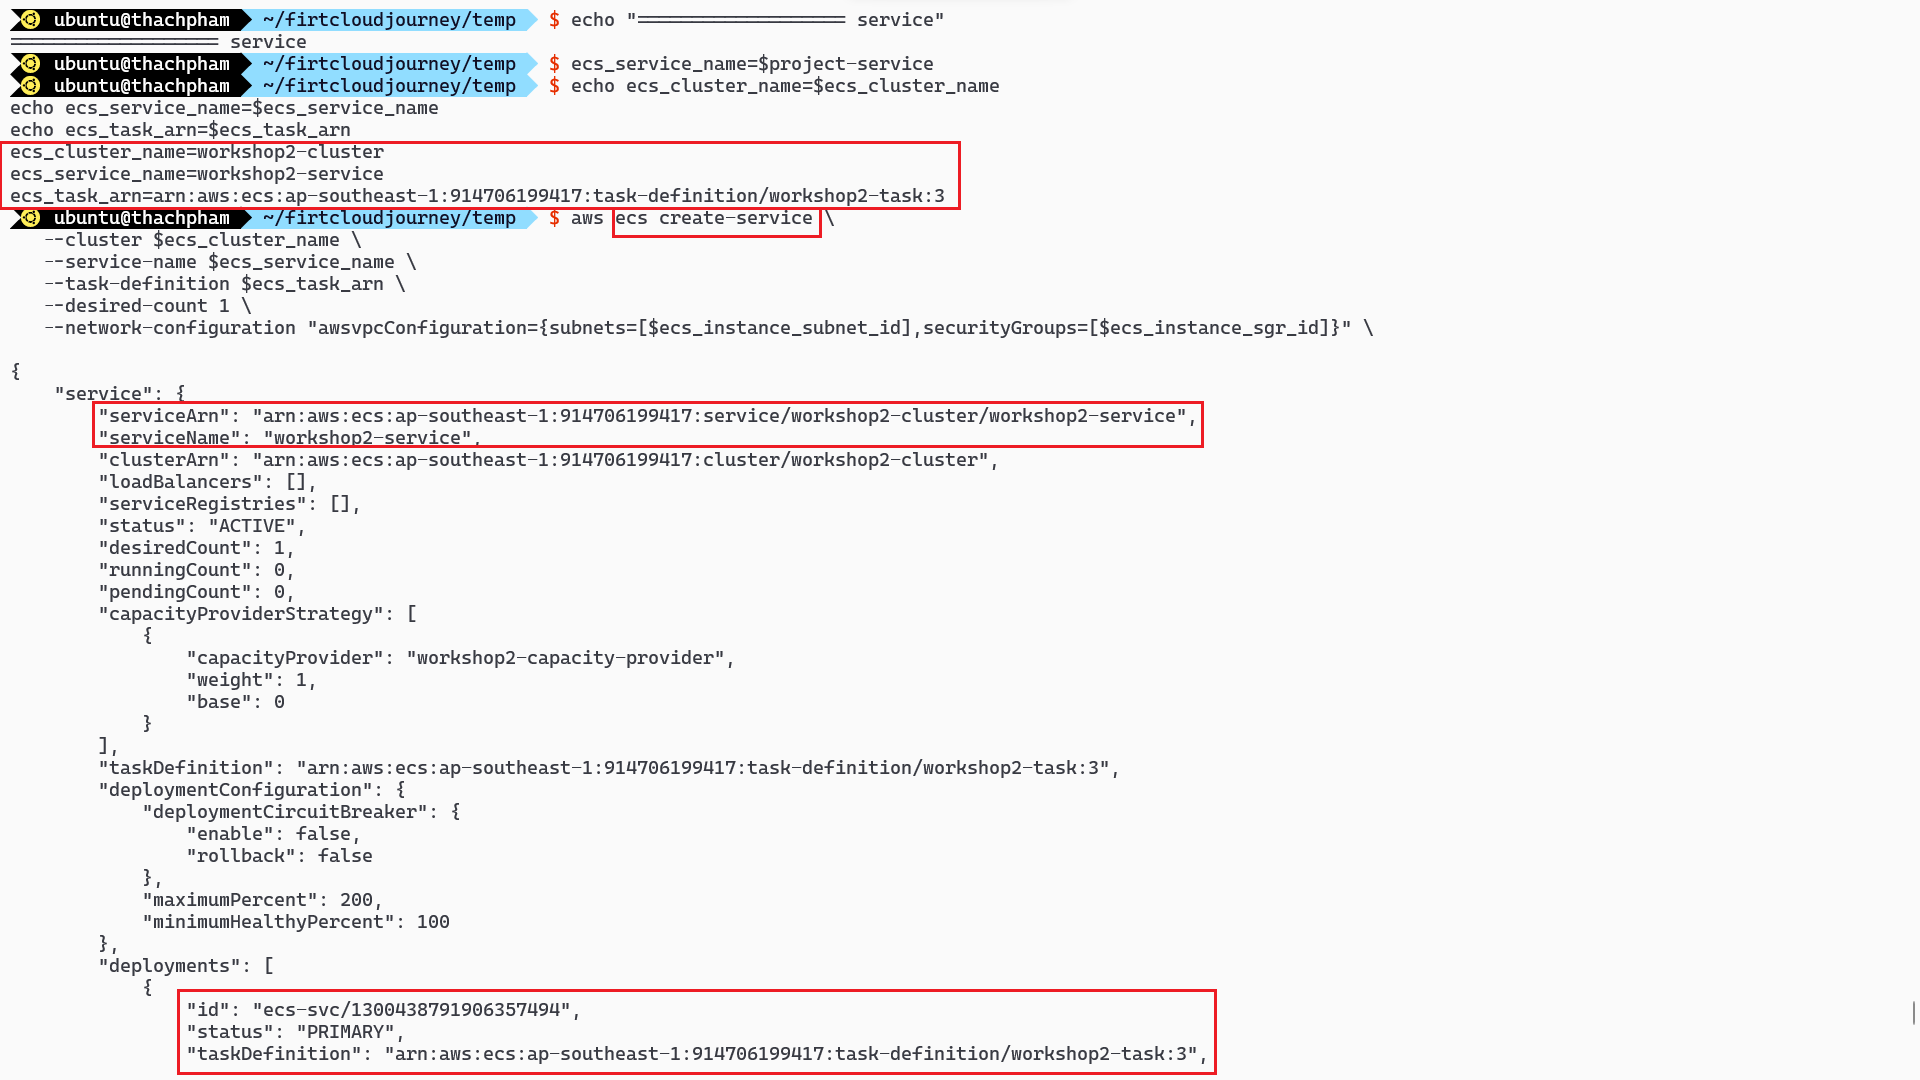 ubuntu@thachpham ~/firtcloudjourney/temp $ echo "=================== service"
=================== service
ubuntu@thachpham ~/firtcloudjourney/temp $ ecs_service_name=$project-service
ubuntu@thachpham ~/firtcloudjourney/temp $ echo ecs_cluster_name=$ecs_cluster_name
echo ecs_service_name=$ecs_service_name
echo ecs_task_arn=$ecs_task_arn
ecs_cluster_name=workshop2-cluster
ecs_service_name=workshop2-service
ecs_task_arn=arn:aws:ecs:ap-southeast-1:914706199417:task-definition/workshop2-task:3
ubuntu@thachpham ~/firtcloudjourney/temp $ aws ecs create-service \
   --cluster $ecs_cluster_name \
   --service-name $ecs_service_name \
   --task-definition $ecs_task_arn \
   --desired-count 1 \
   --network-configuration "awsvpcConfiguration={subnets=[$ecs_instance_subnet_id],securityGroups=[$ecs_instance_sgr_id]}" \
{
    "service": {
        "serviceArn": "arn:aws:ecs:ap-southeast-1:914706199417:service/workshop2-cluster/workshop2-service",
        "serviceName": "workshop2-service",
        "clusterArn": "arn:aws:ecs:ap-southeast-1:914706199417:cluster/workshop2-cluster",
        "loadBalancers": [],
        "serviceRegistries": [],
        "status": "ACTIVE",
        "desiredCount": 1,
        "runningCount": 0,
        "pendingCount": 0,
        "capacityProviderStrategy": [
            {
                "capacityProvider": "workshop2-capacity-provider",
                "weight": 1,
                "base": 0
            }
        ],
        "taskDefinition": "arn:aws:ecs:ap-southeast-1:914706199417:task-definition/workshop2-task:3",
        "deploymentConfiguration": {
            "deploymentCircuitBreaker": {
                "enable": false,
                "rollback": false
            },
            "maximumPercent": 200,
            "minimumHealthyPercent": 100
        },
        "deployments": [
            {
                "id": "ecs-svc/1300438791906357494",
                "status": "PRIMARY",
                "taskDefinition": "arn:aws:ecs:ap-southeast-1:914706199417:task-definition/workshop2-task:3",